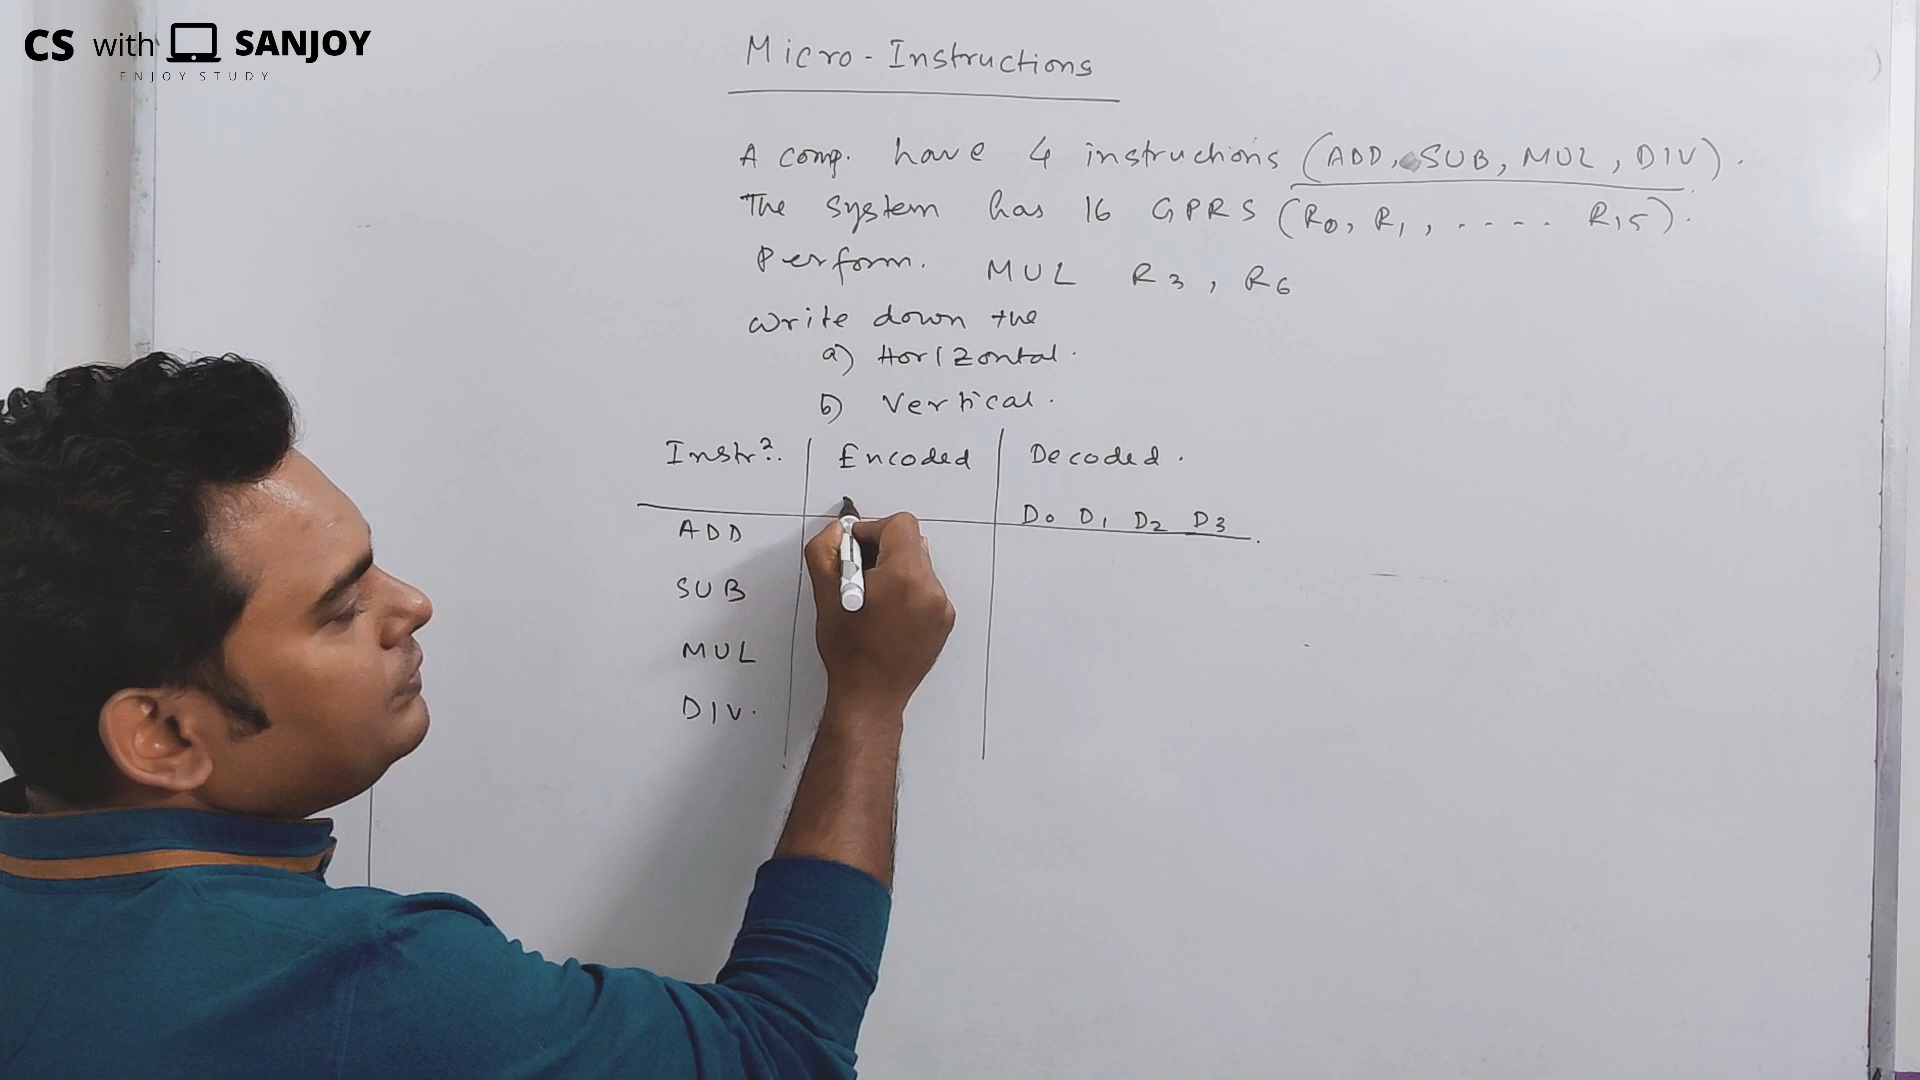 CS with SANJOY
ENJOY STUDY
Micro-Instructions
A comp. have 4 instructions (ADD, SUB, MUL, DIV).
The system has 16 GPRS (R0, R1, ..... R15).
Perform. MUL R3, R6
Write down the
a) Horizontal.
b) Vertical.
Instrn. Encoded Decoded.
D0 D1 D2 D3
ADD
SUB
MUL
DIV.